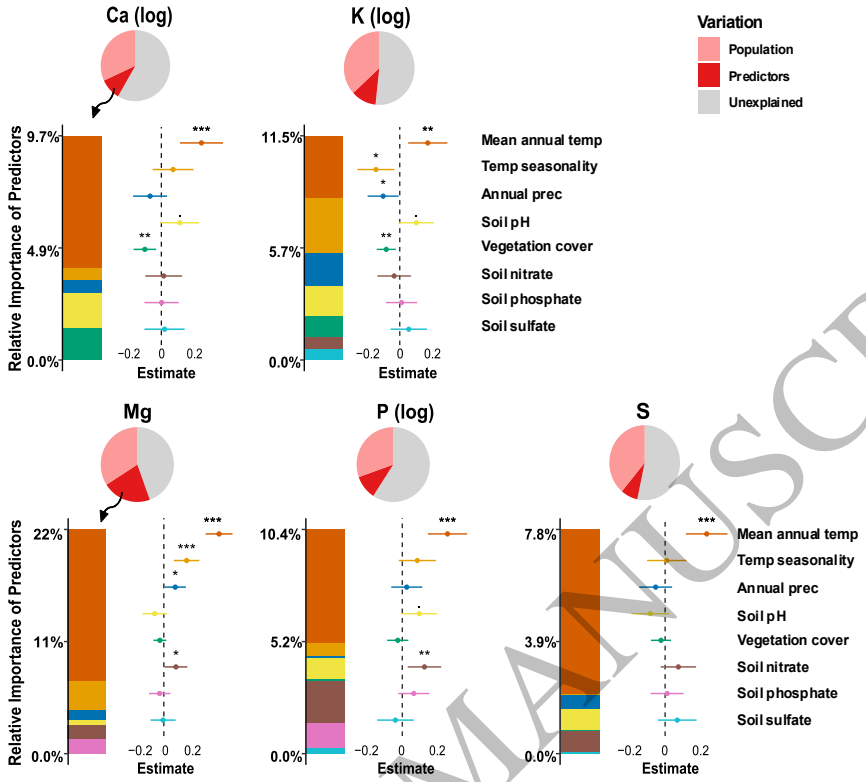 Ca (log)
K (log)
Variation
Population
Predictors
Unexplained
Relative Importance of Predictors
9.7%
4.9%
0.0%
***
**
−0.2
0
0.2
Estimate
11.5%
5.7%
0.0%
**
*
*
.
**
−0.2
0
0.2
Estimate
Mean annual temp
Temp seasonality
Annual prec
Soil pH
Vegetation cover
Soil nitrate
Soil phosphate
Soil sulfate
Mg
P (log)
S
Relative Importance of Predictors
22%
11%
0.0%
***
***
*
*
−0.2
0
0.2
Estimate
10.4%
5.2%
0.0%
***
.
**
−0.2
0
0.2
Estimate
7.8%
3.9%
0.0%
***
−0.2
0
0.2
Estimate
Mean annual temp
Temp seasonality
Annual prec
Soil pH
Vegetation cover
Soil nitrate
Soil phosphate
Soil sulfate